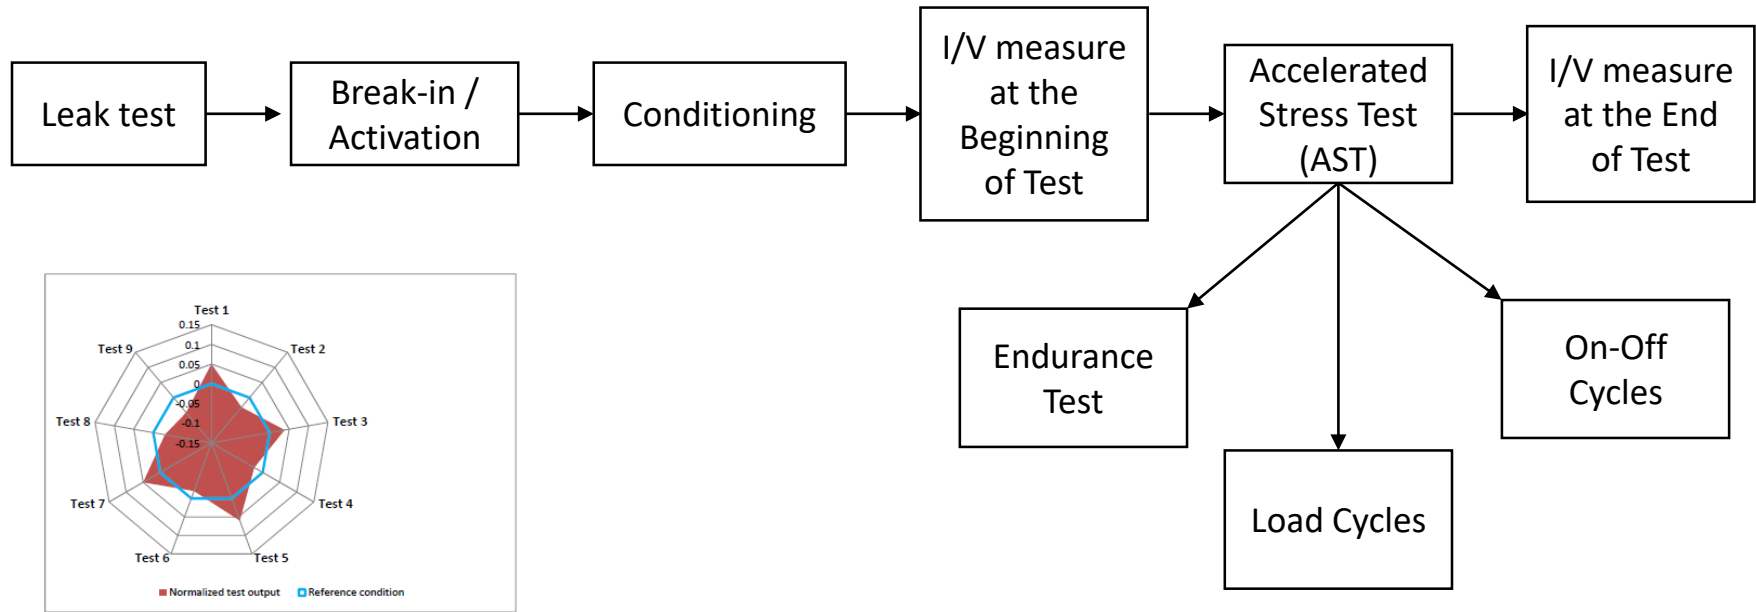 Leak test
Break-in /
Activation
Conditioning
I/V measure
at the
Beginning
of Test
Accelerated
Stress Test
(AST)
I/V measure
at the End
of Test
Endurance
Test
Load Cycles
On-Off
Cycles
Test 1
0.15
0.1
0.05
0
-0.05
-0.1
-0.15
Test 2
Test 3
Test 4
Test 5
Test 6
Test 7
Test 8
Test 9
Normalized test output
Reference condition